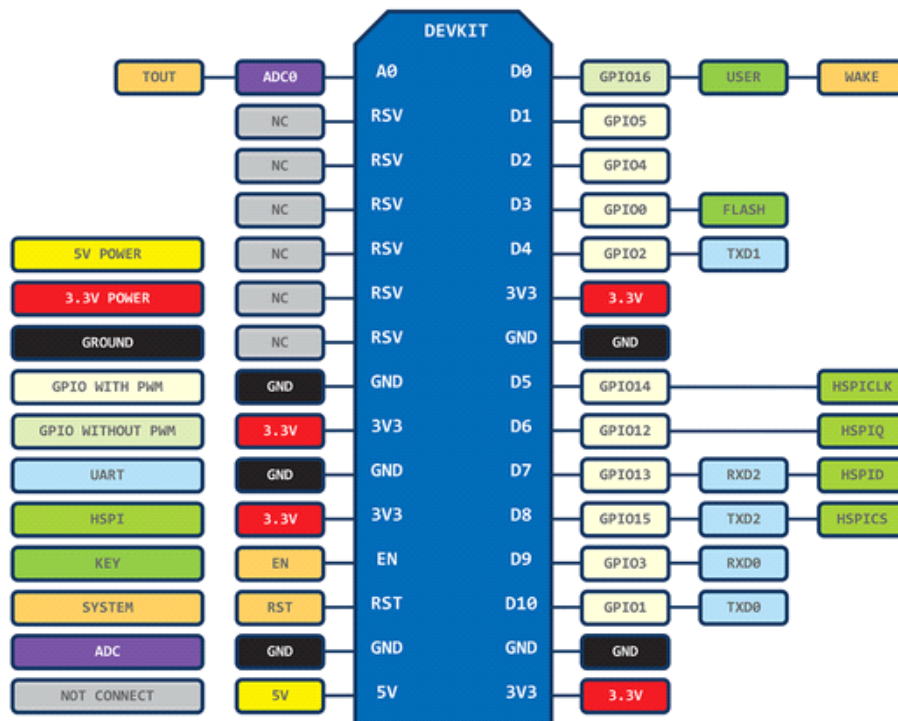 DEVKIT
TOUT ADC0 A0 D0 GPIO16 USER WAKE
NC RSV D1 GPIO5
NC RSV D2 GPIO4
NC RSV D3 GPIO0 FLASH
5V POWER NC RSV D4 GPIO2 TXD1
3.3V POWER NC RSV 3V3 3.3V
GROUND NC RSV GND GND
GPIO WITH PWM GND GND D5 GPIO14 HSPICLK
GPIO WITHOUT PWM 3.3V 3V3 D6 GPIO12 HSPIQ
UART GND GND D7 GPIO13 RXD2 HSPID
HSPI 3.3V 3V3 D8 GPIO15 TXD2 HSPICS
KEY EN EN D9 GPIO3 RXD0
SYSTEM RST RST D10 GPIO1 TXD0
ADC GND GND GND GND
NOT CONNECT 5V 5V 3V3 3.3V